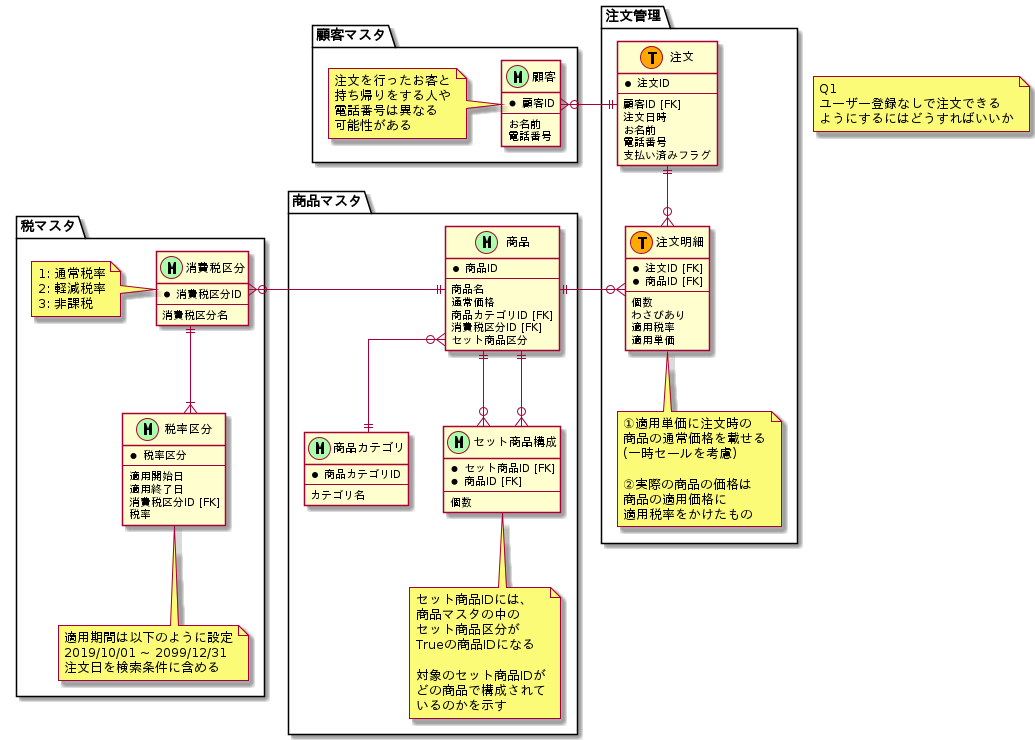 顧客マスタ
注文を行ったお客と
持ち帰りをする人や
電話番号は異なる
可能性がある
M 顧客
顧客ID
お名前
電話番号
注文管理
T 注文
注文ID
顧客ID [FK]
注文日時
お名前
電話番号
支払い済みフラグ
T 注文明細
注文ID [FK]
商品ID [FK]
個数
わさびあり
適用税率
適用単価
①適用単価に注文時の
商品の通常価格を載せる
(一時セールを考慮)
②実際の商品の価格は
商品の適用価格に
適用税率をかけたもの
Q1
ユーザー登録なしで注文できる
ようにするにはどうすればいいか
税マスタ
1: 通常税率
2: 軽減税率
3: 非課税
M 消費税区分
消費税区分ID
消費税区分名
M 税率区分
税率区分
適用開始日
適用終了日
消費税区分ID [FK]
税率
適用期間は以下のように設定
2019/10/01 ~ 2099/12/31
注文日を検索条件に含める
商品マスタ
M 商品
商品ID
商品名
通常価格
商品カテゴリID [FK]
消費税区分ID [FK]
セット商品区分
M 商品カテゴリ
商品カテゴリID
カテゴリ名
M セット商品構成
セット商品ID [FK]
商品ID [FK]
個数
セット商品IDには、
商品マスタの中の
セット商品区分が
Trueの商品IDになる
対象のセット商品IDが
どの商品で構成されて
いるのかを示す